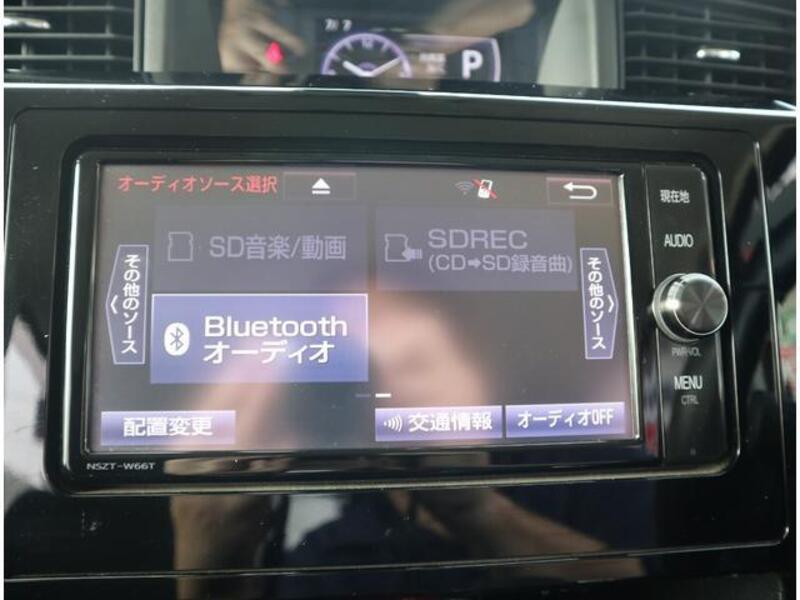 P
オーディオソース選択
現在地
SD音楽/動画
SDREC
(CD➡SD録音曲)
AUDIO
その他のソース
その他のソース
Bluetooth
オーディオ
PWR•VOL
MENU
CTRL
配置変更
交通情報
オーディオOFF
NSZT-W66T